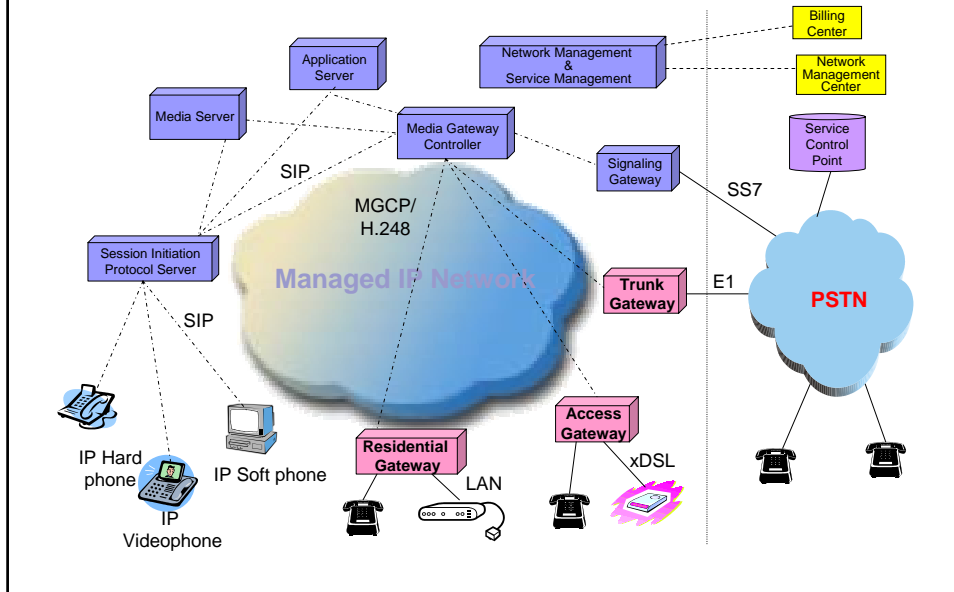 Billing
Center
Application
Server
Network Management
&
Service Management
Network
Management
Center
Media Server
Media Gateway
Controller
Service
Control
Point
Signaling
Gateway
SIP
SS7
MGCP/
H.248
Session Initiation
Protocol Server
Managed IP Network
Trunk
Gateway
E1
PSTN
SIP
Access
Gateway
Residential
Gateway
xDSL
IP Hard
phone
IP Soft phone
LAN
IP
Videophone